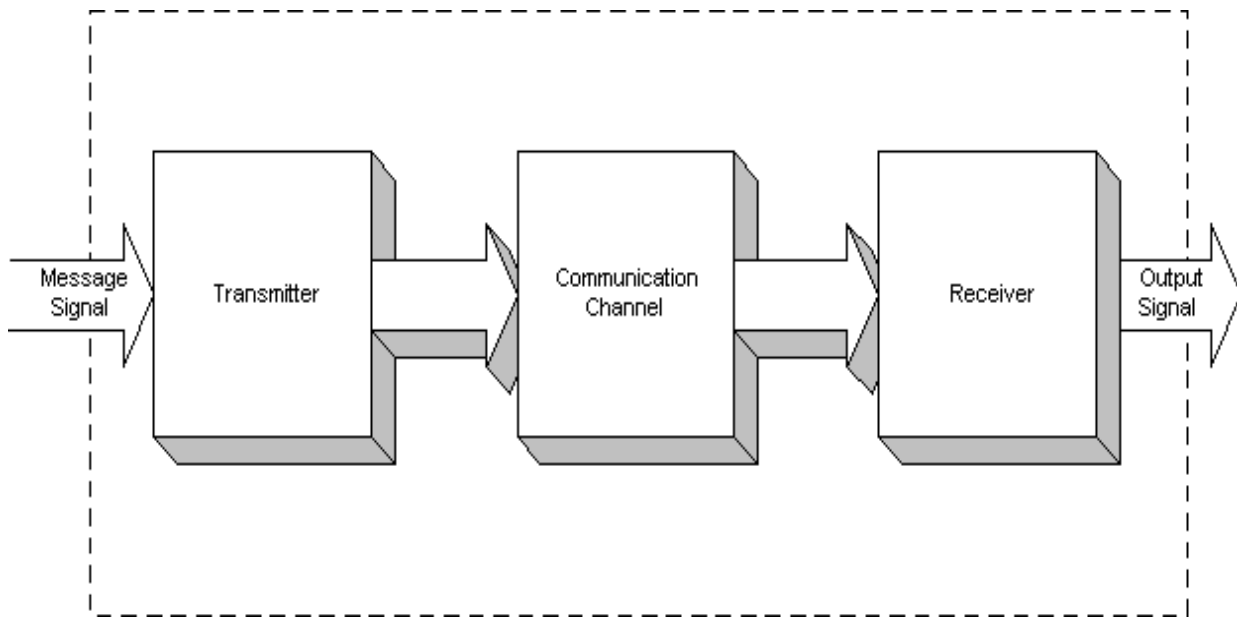 Message
Signal
Transmitter
Communication
Channel
Receiver
Output
Signal